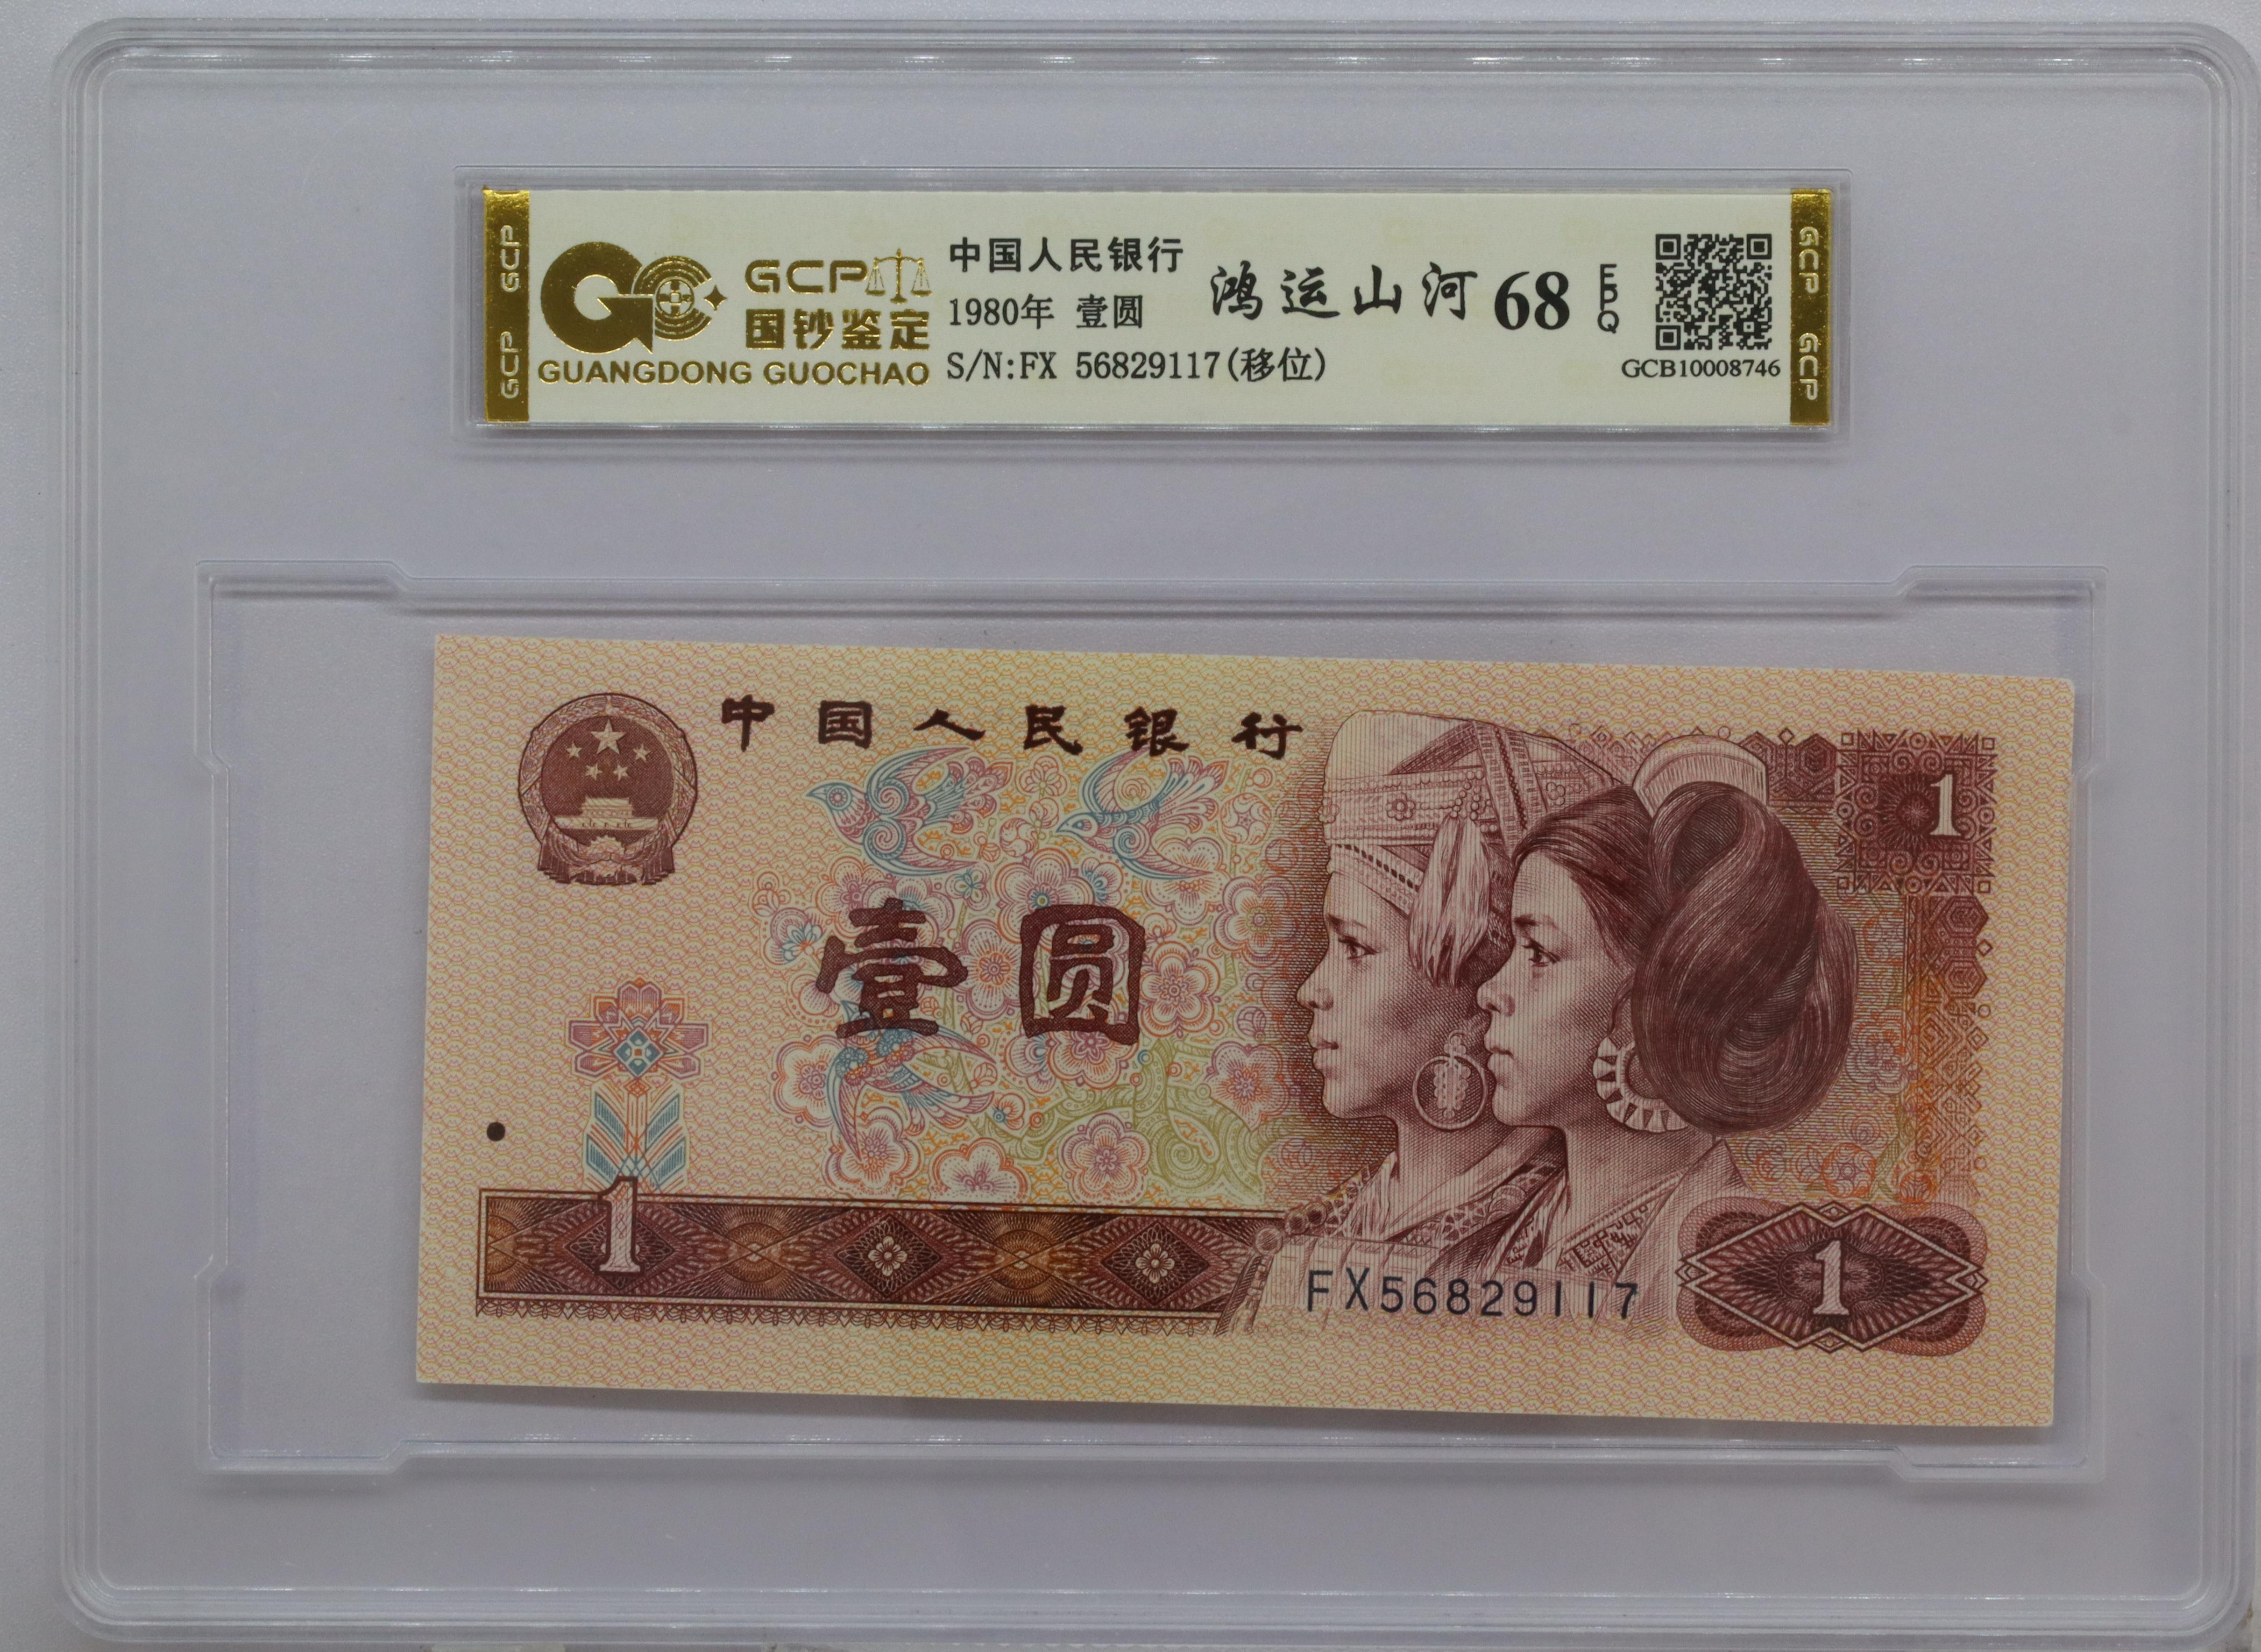 GCP GCP
GCP
国钞鉴定
GUANGDONG GUOCHAO
中国人民银行
1980年 壹圆
S/N:FX 56829117(移位)
鸿运山河 68 EPQ
GCB10008746
GCP GCP
中国人民银行
1
壹圆
1
FX56829117
1